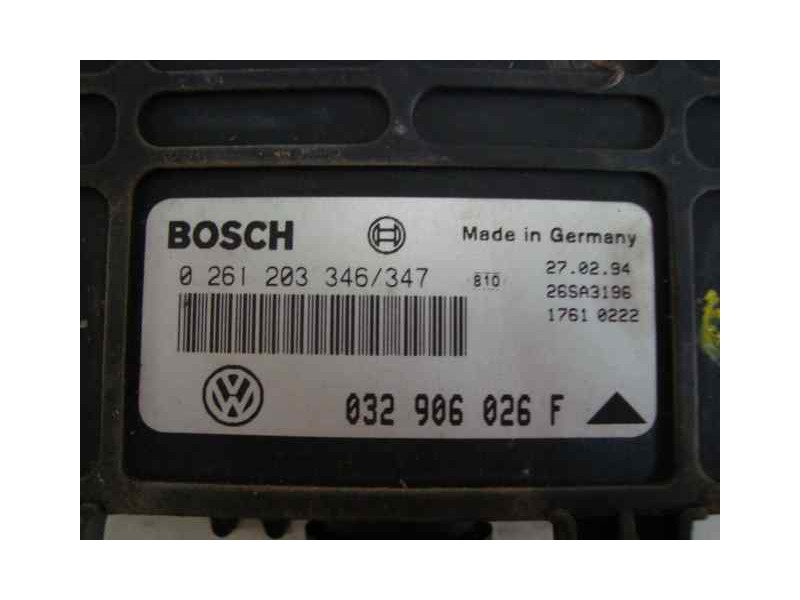 BOSCH
Made in Germany
0 261 203 346/347
810
27.02.94
26SA3196
1761 0222
VW
032 906 026 F